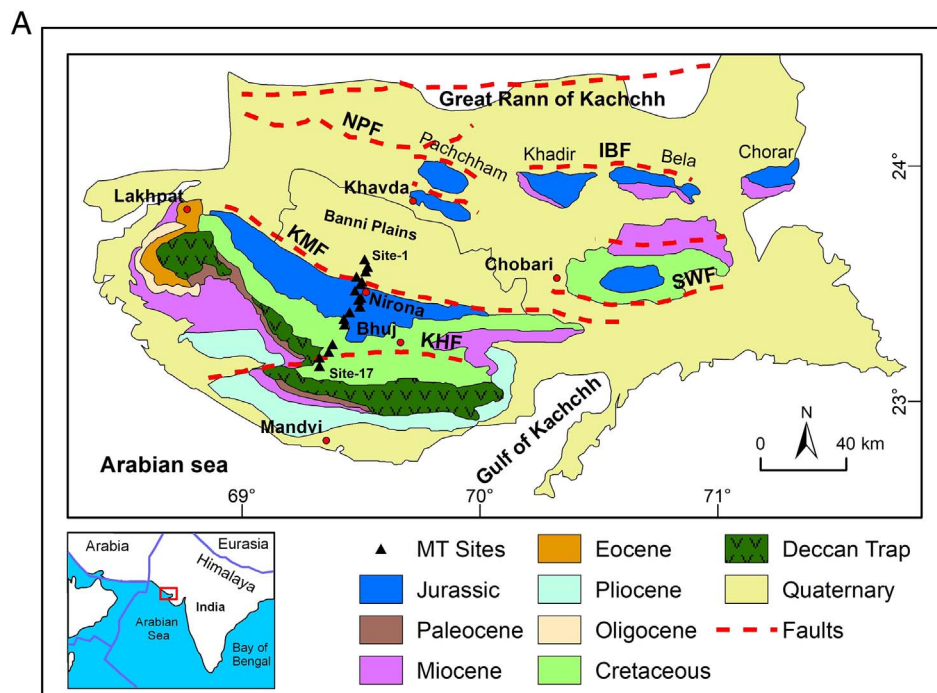 A
Great Rann of Kachchh
NPF
Pachchham
Khadir
IBF
Bela
Chorar
24°
Lakhpat
Khavda
Banni Plains
KMF
Site-1
Chobari
SWF
Nirona
Bhuj
KHF
Site-17
23°
Mandvi
Gulf of Kachchh
N
0 40 km
Arabian sea
69° 70° 71°
Arabia
Eurasia
Himalaya
India
Arabian
Sea
Bay of
Bengal
MT Sites
Eocene
Deccan Trap
Jurassic
Pliocene
Quaternary
Paleocene
Oligocene
Faults
Miocene
Cretaceous